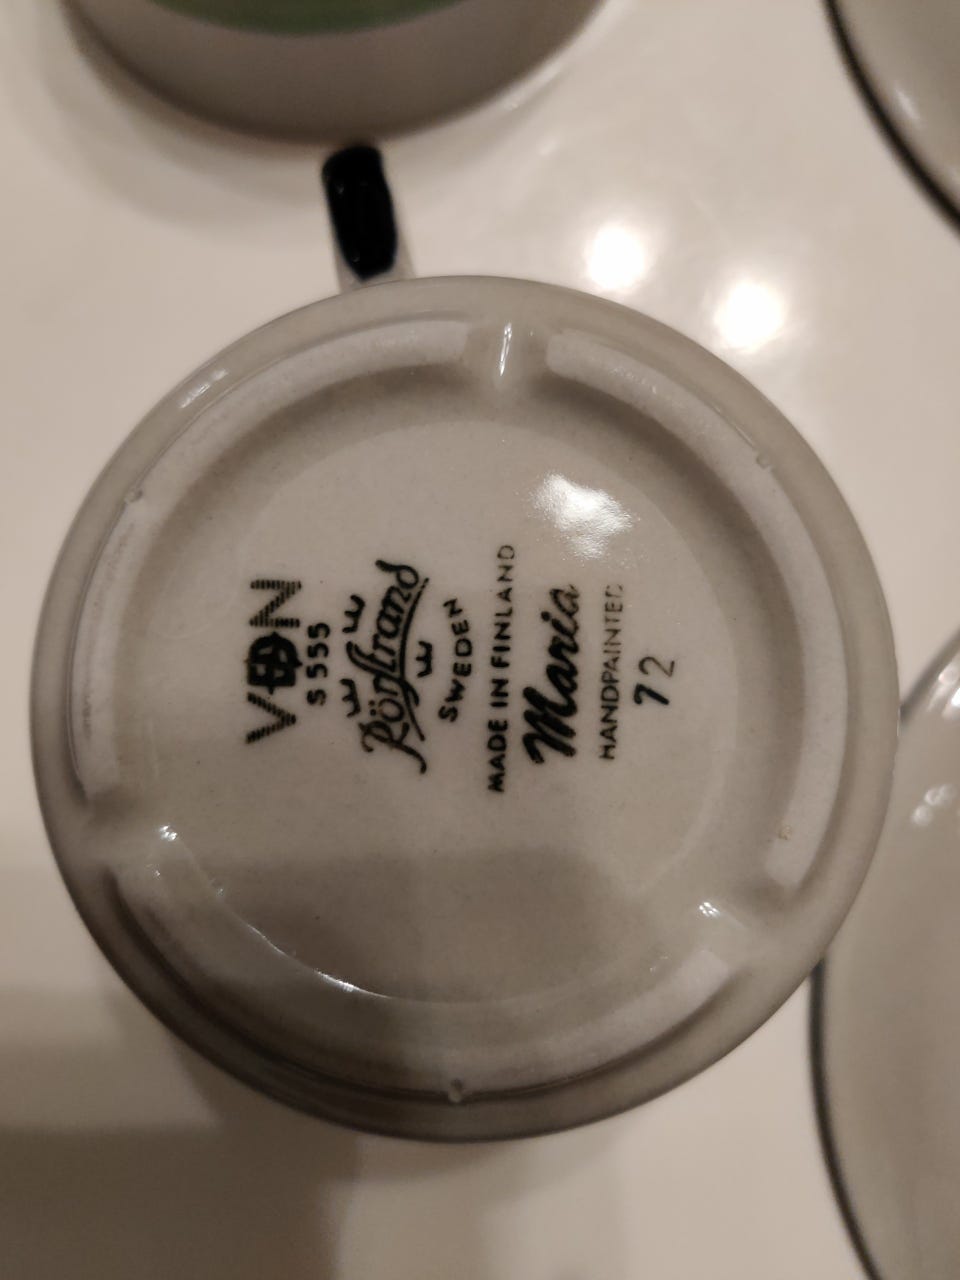 VDN
S 555
Rörstrand
SWEDEN
MADE IN FINLAND
Maria
HANDPAINTED
72